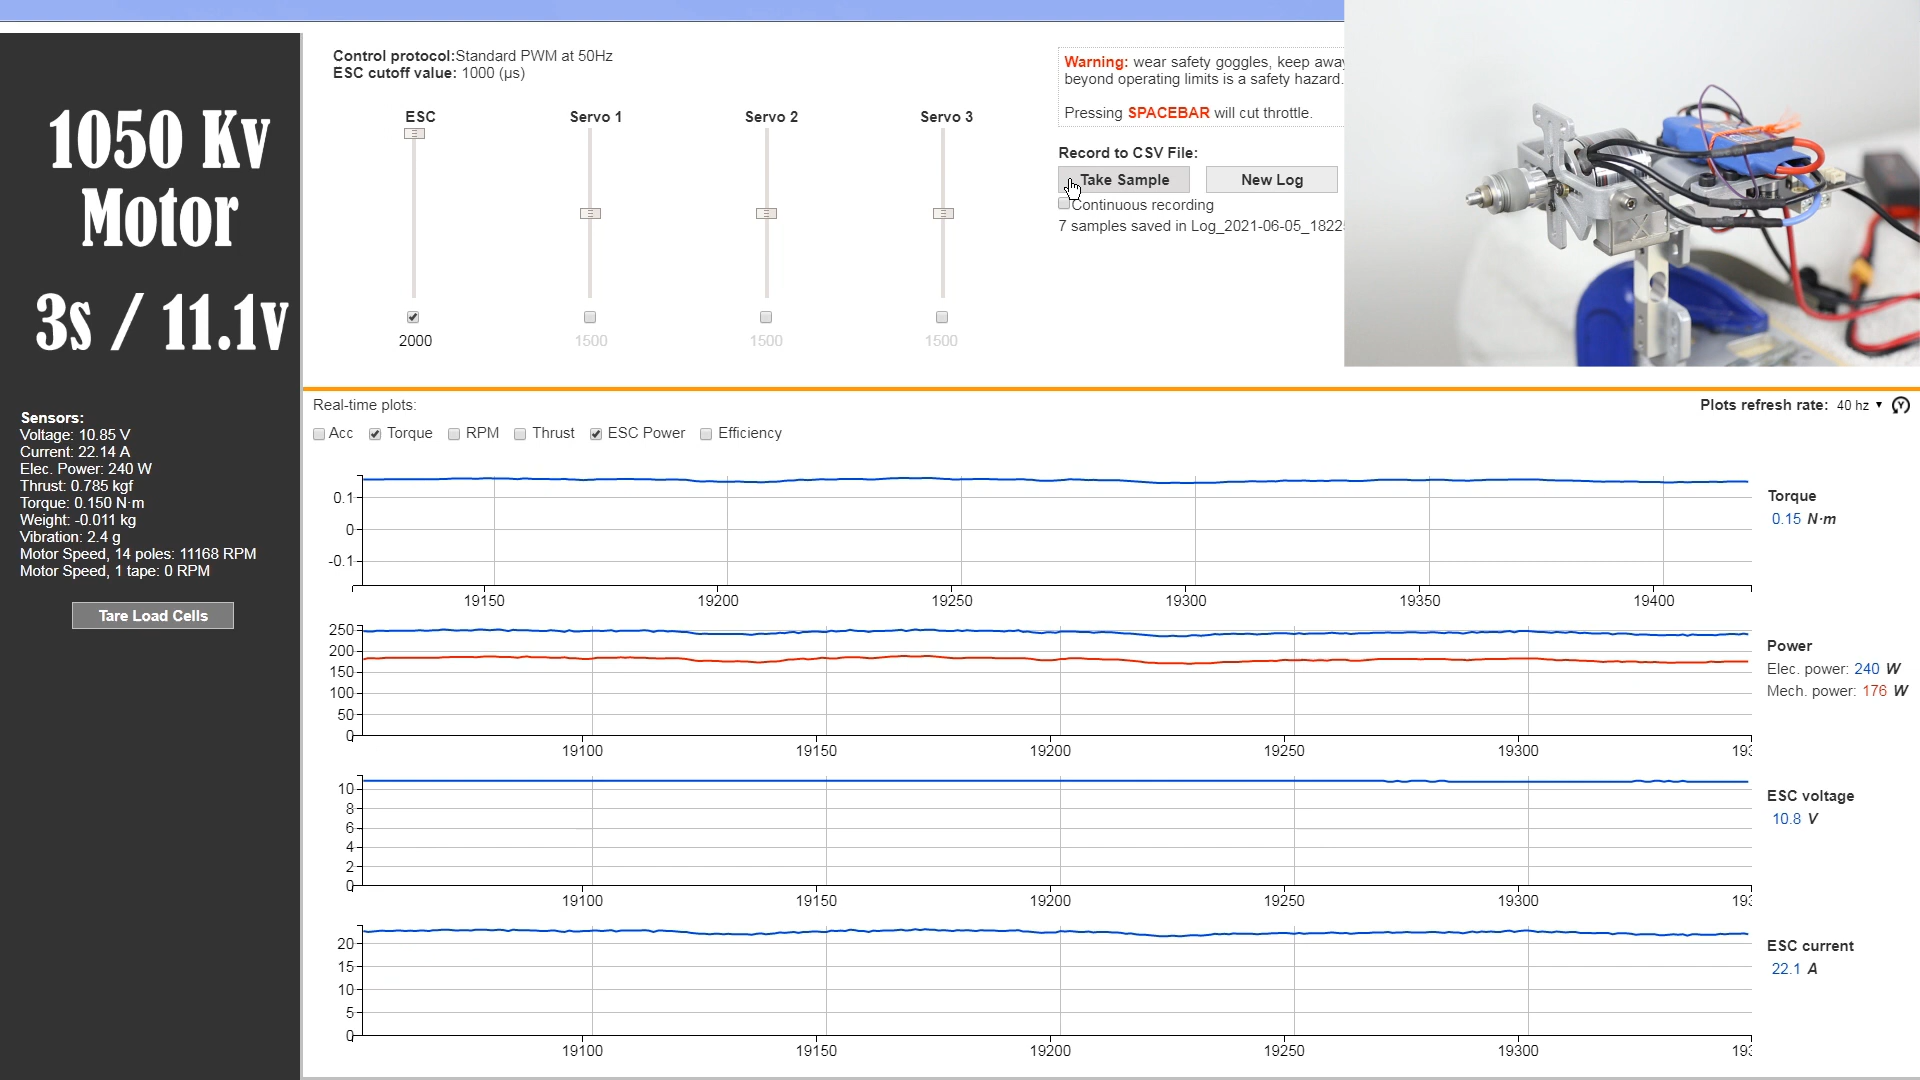 1050 Kv
Motor
3s / 11.1v
Sensors:
Voltage: 10.85 V
Current: 22.14 A
Elec. Power: 240 W
Thrust: 0.785 kgf
Torque: 0.150 N·m
Weight: -0.011 kg
Vibration: 2.4 g
Motor Speed, 14 poles: 11168 RPM
Motor Speed, 1 tape: 0 RPM
Tare Load Cells
Control protocol:Standard PWM at 50Hz
ESC cutoff value: 1000 (μs)
ESC Servo 1 Servo 2 Servo 3
2000 1500 1500 1500
Warning: wear safety goggles, keep away
beyond operating limits is a safety hazard.
Pressing SPACEBAR will cut throttle.
Record to CSV File:
Take Sample New Log
Continuous recording
7 samples saved in Log_2021-06-05_1822
Real-time plots:
Plots refresh rate: 40 hz
Acc Torque RPM Thrust ESC Power Efficiency
0.1
0
-0.1
19150 19200 19250 19300 19350 19400
Torque
0.15 N·m
250
200
150
100
50
0
19100 19150 19200 19250 19300 193
Power
Elec. power: 240 W
Mech. power: 176 W
10
8
6
4
2
0
19100 19150 19200 19250 19300 193
ESC voltage
10.8 V
20
15
10
5
0
19100 19150 19200 19250 19300 193
ESC current
22.1 A